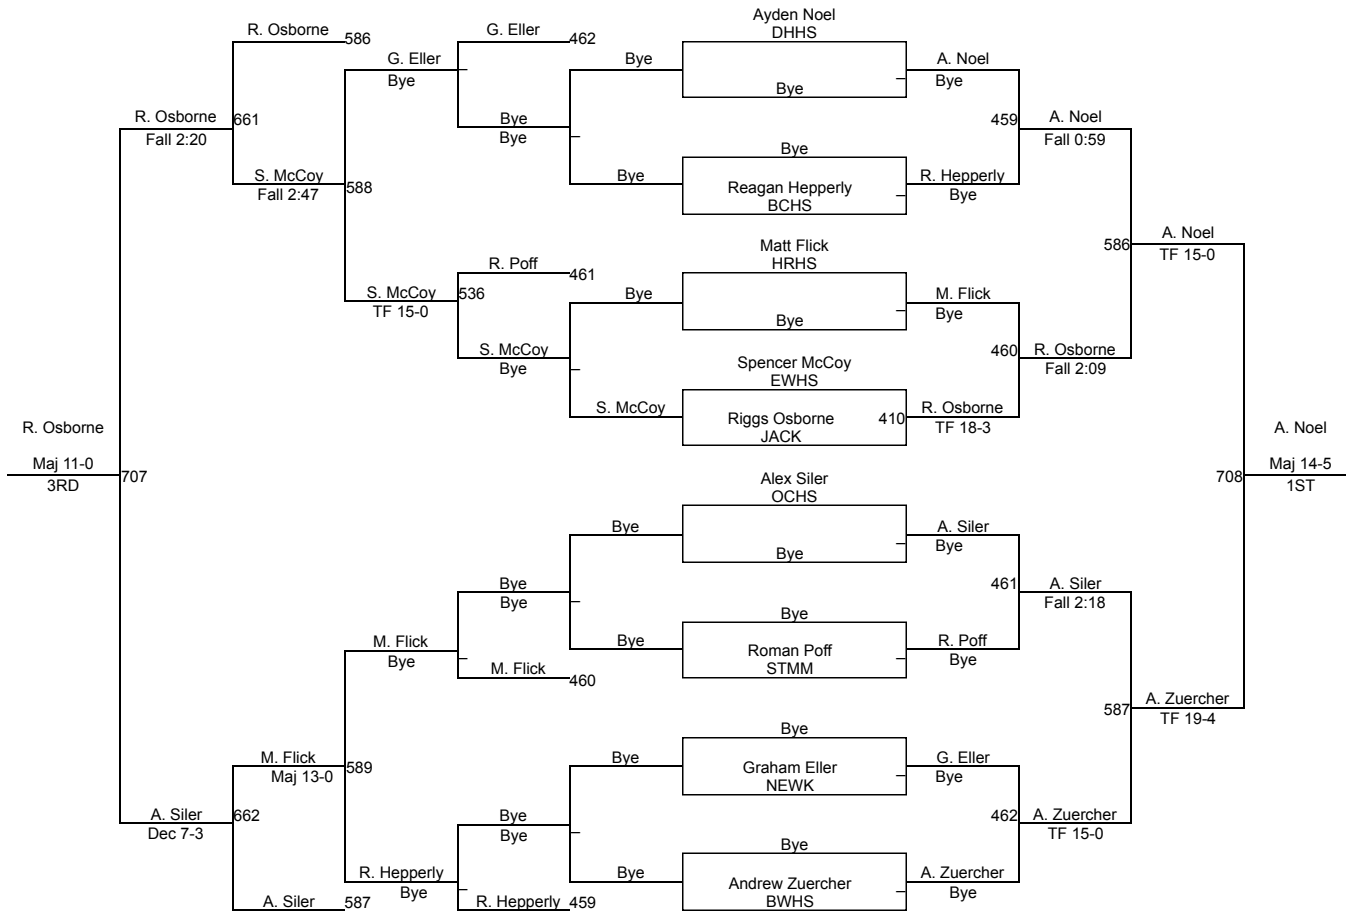 Ayden Noel
DHHS
R. Osborne
586
G. Eller
462
G. Eller
Bye
Bye
A. Noel
Bye
Bye
R. Osborne
Fall 2:20
661
Bye
Bye
459
A. Noel
Fall 0:59
Bye
S. McCoy
Fall 2:47
588
Bye
Reagan Hepperly
BCHS
R. Hepperly
Bye
Matt Flick
HRHS
586
A. Noel
TF 15-0
R. Poff
461
S. McCoy
TF 15-0
536
Bye
Bye
M. Flick
Bye
S. McCoy
Bye
460
R. Osborne
Fall 2:09
Spencer McCoy
EWHS
S. McCoy
Riggs Osborne
JACK
410
R. Osborne
TF 18-3
R. Osborne
Maj 11-0
3RD
707
A. Noel
708
Maj 14-5
1ST
Alex Siler
OCHS
Bye
Bye
A. Siler
Bye
Bye
Bye
461
A. Siler
Fall 2:18
Bye
M. Flick
Bye
Bye
Roman Poff
STMM
R. Poff
Bye
M. Flick
460
587
A. Zuercher
TF 19-4
Bye
M. Flick
Maj 13-0
589
Bye
Graham Eller
NEWK
G. Eller
Bye
A. Siler
Dec 7-3
662
Bye
Bye
462
A. Zuercher
TF 15-0
Bye
R. Hepperly
Bye
Bye
Andrew Zuercher
BWHS
A. Zuercher
Bye
A. Siler
587
R. Hepperly
459